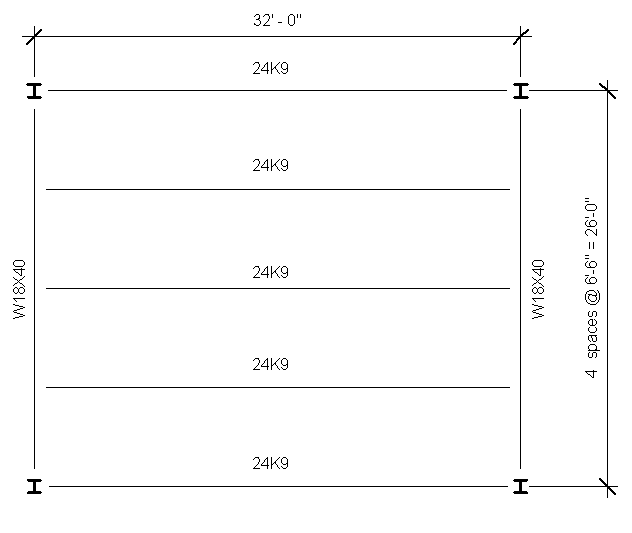 32' - 0"
24K9
24K9
24K9
24K9
24K9
W18X40
W18X40
4 spaces @ 6'-6" = 26'-0"